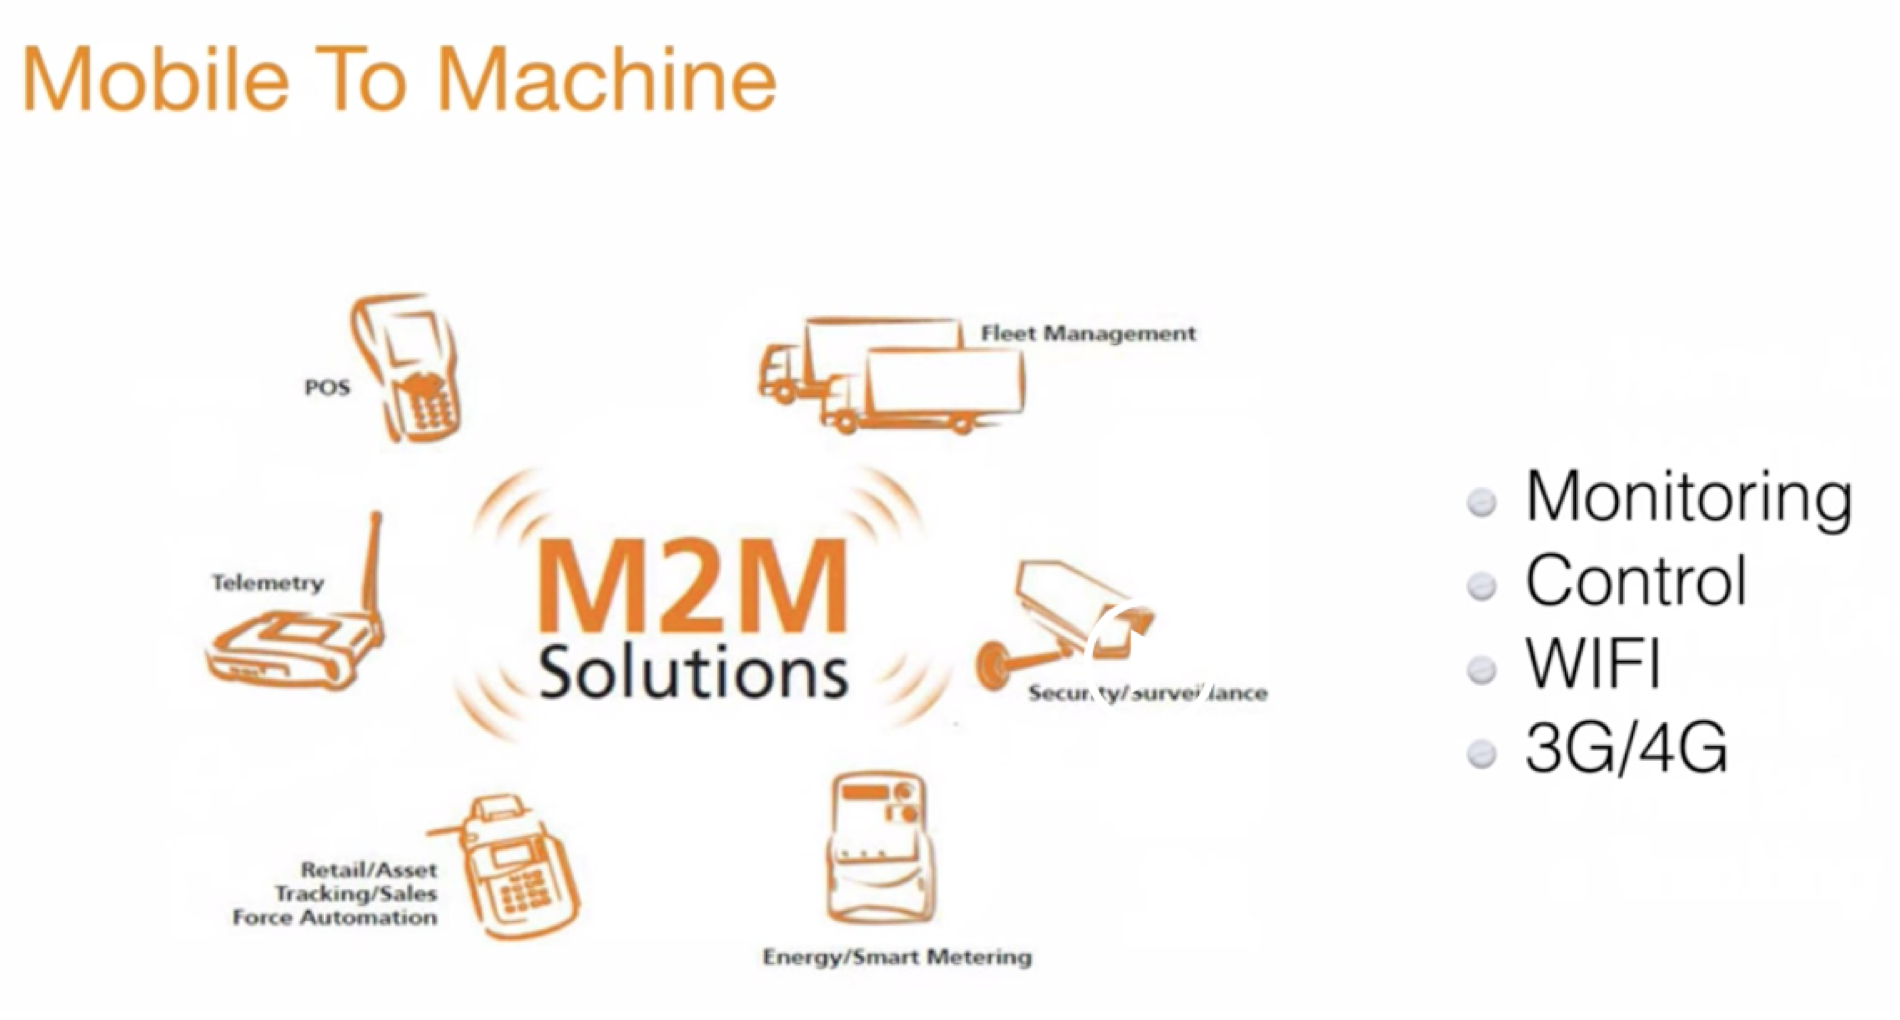 Mobile To Machine
POS
Fleet Management
Telemetry
M2M
Solutions
Security/Surveillance
Retail/Asset
Tracking/Sales
Force Automation
Energy/Smart Metering
Monitoring
Control
WIFI
3G/4G